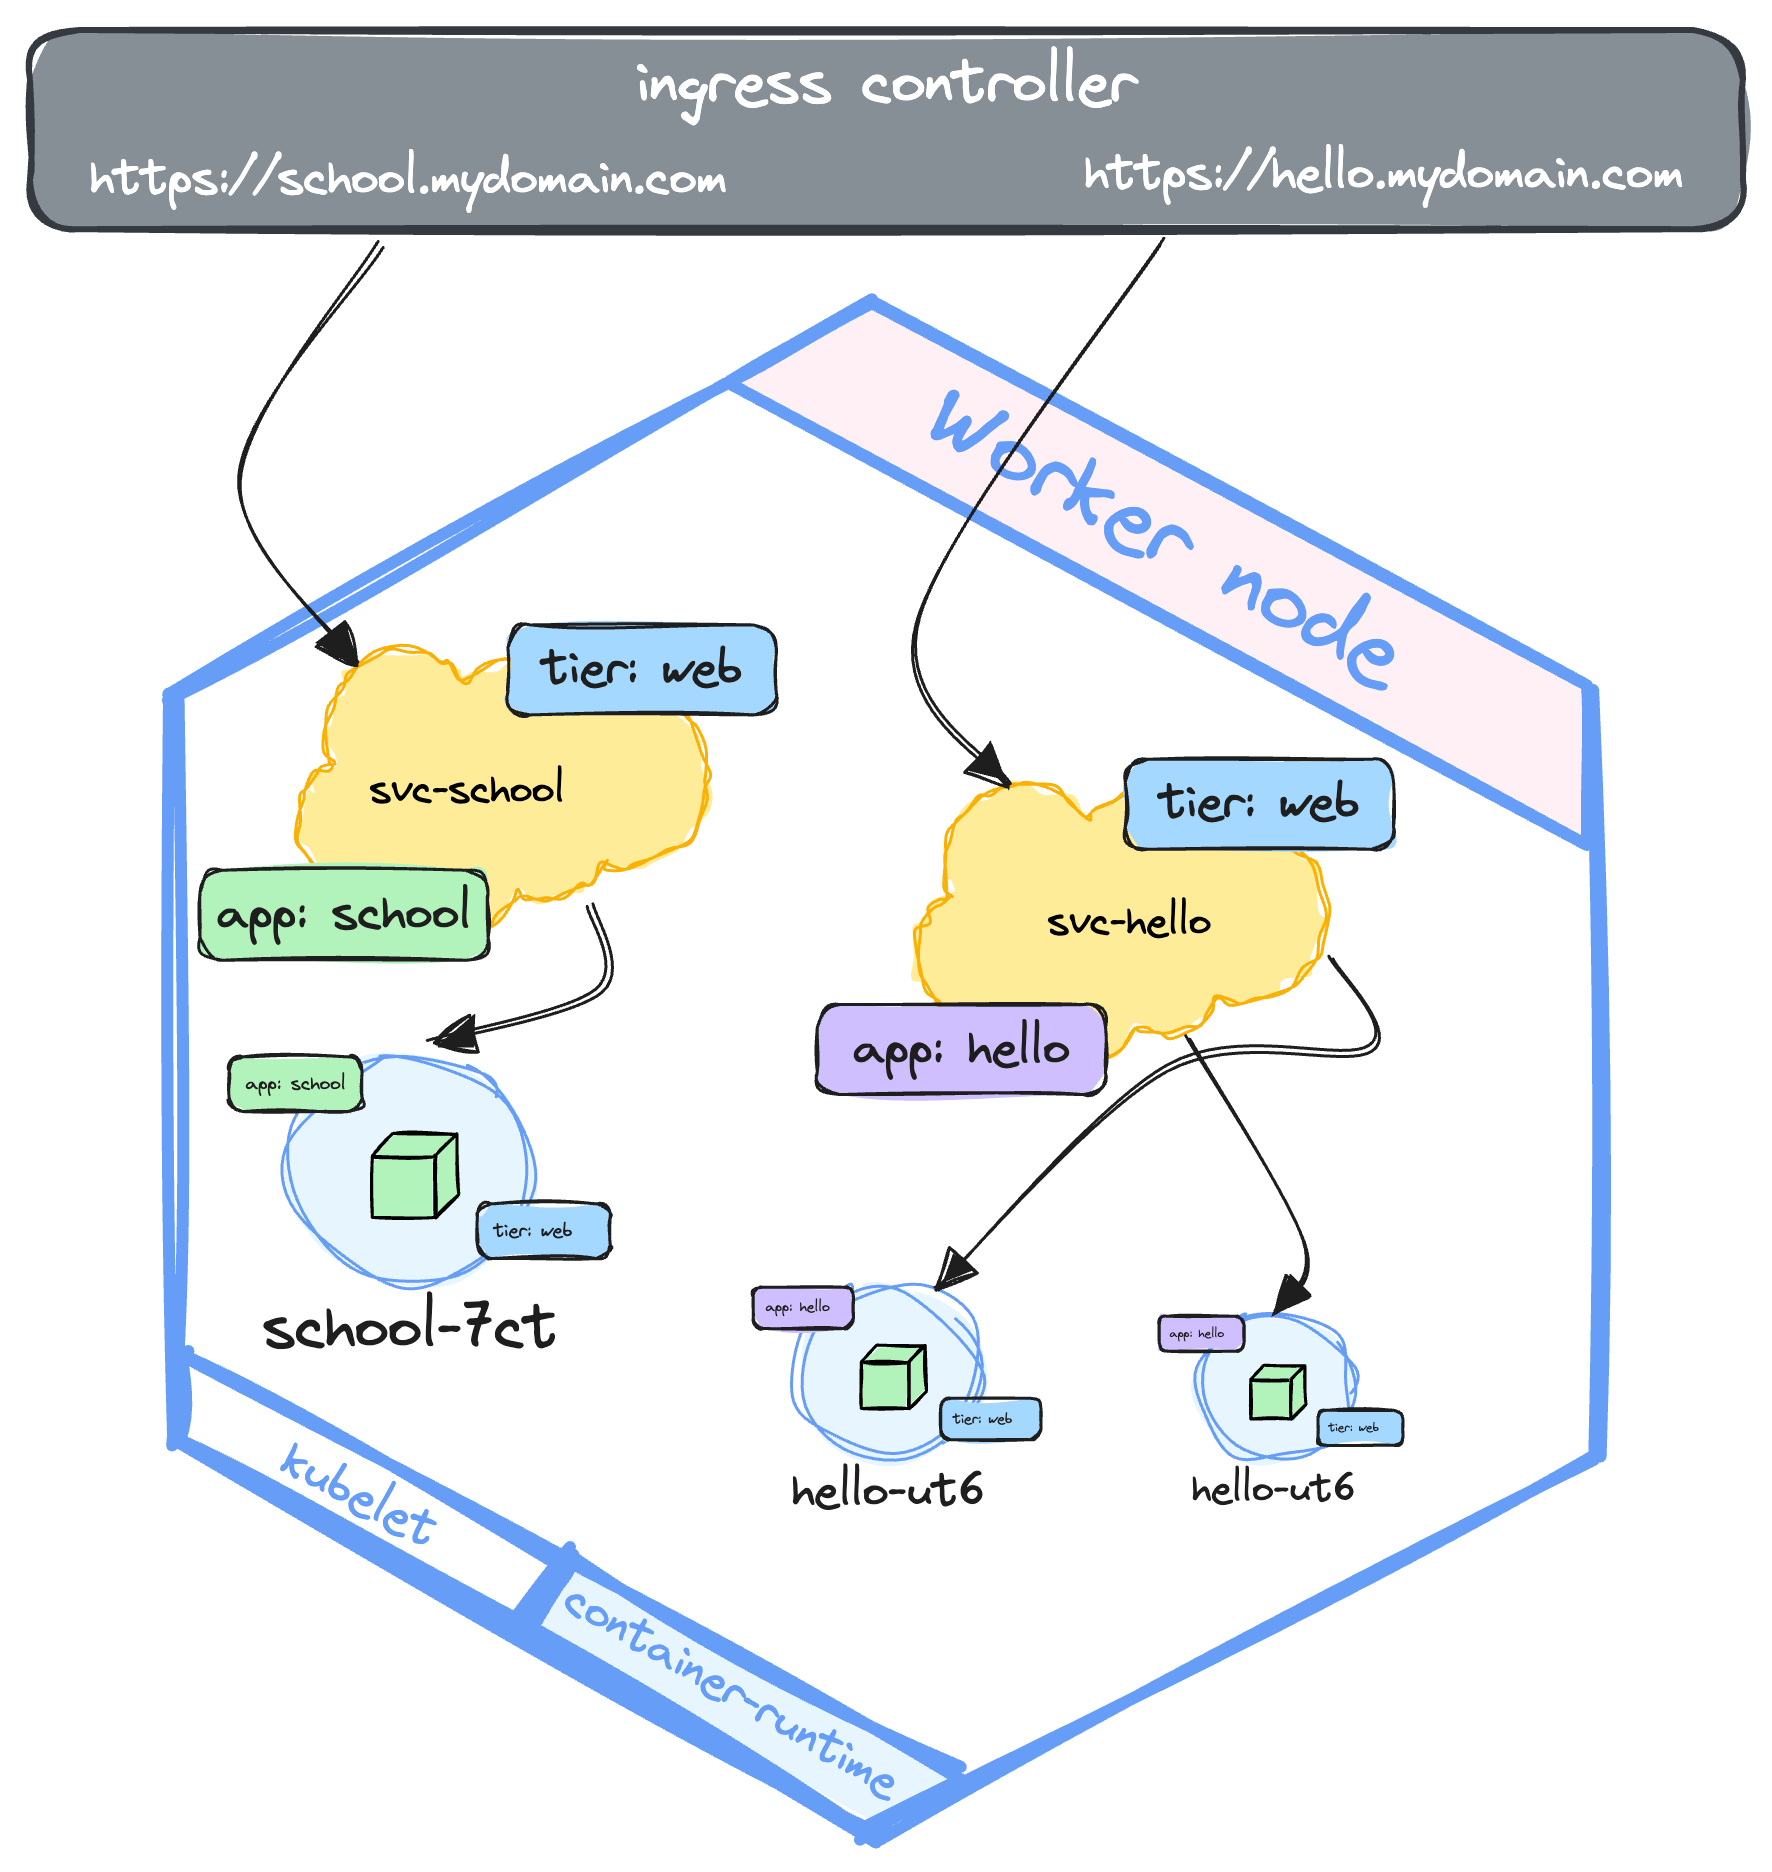 ingress controller
https://school.mydomain.com
https://hello.mydomain.com
Worker node
tier: web
svc-school
app: school
tier: web
svc-hello
app: hello
app: school
tier: web
school-7ct
app: hello
tier: web
hello-ut6
app: hello
tier: web
hello-ut6
kubelet
container-runtime